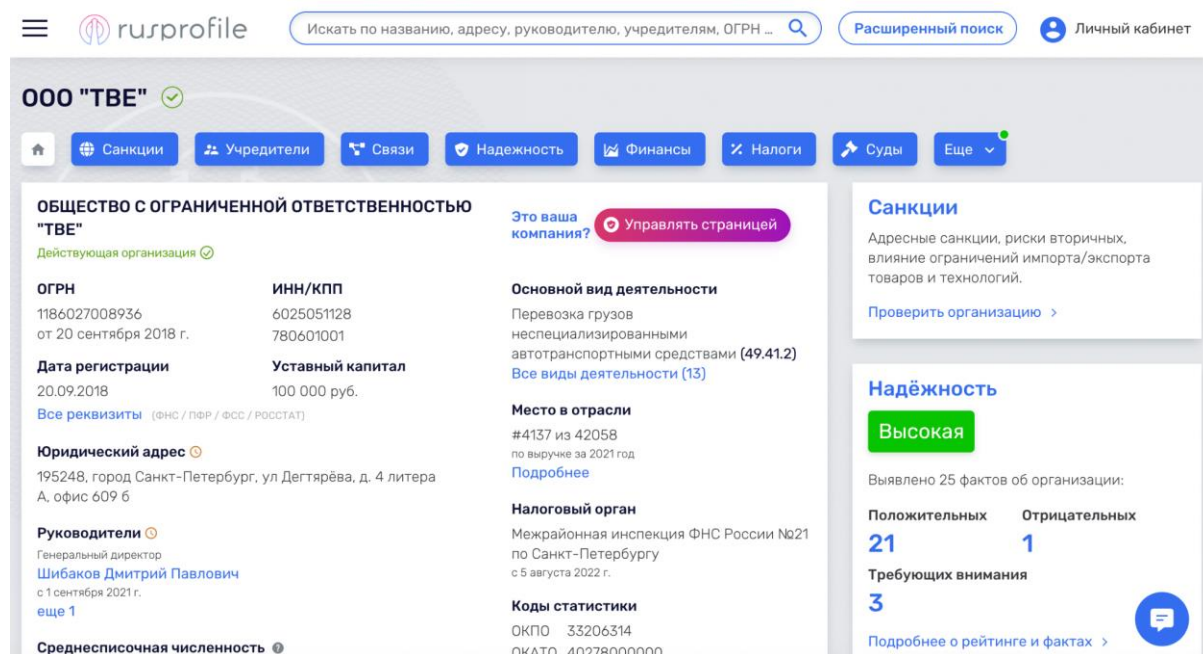 rusprofile
Искать по названию, адресу, руководителю, учредителям, ОГРН ...
Расширенный поиск
Личный кабинет
ООО "ТВЕ"
Санкции
Учредители
Связи
Надежность
Финансы
Налоги
Суды
Еще
ОБЩЕСТВО С ОГРАНИЧЕННОЙ ОТВЕТСТВЕННОСТЬЮ
"ТВЕ"
Действующая организация
Это ваша
компания?
Управлять страницей
ОГРН
1186027008936
от 20 сентября 2018 г.
ИНН/КПП
6025051128
780601001
Дата регистрации
20.09.2018
Уставный капитал
100 000 руб.
Все реквизиты (ФНС / ПФР / ФСС / РОССТАТ)
Юридический адрес
195248, город Санкт-Петербург, ул Дегтярёва, д. 4 литера
А, офис 609 б
Руководители
Генеральный директор
Шибаков Дмитрий Павлович
с 1 сентября 2021 г.
еще 1
Среднесписочная численность
Основной вид деятельности
Перевозка грузов
неспециализированными
автотранспортными средствами (49.41.2)
Все виды деятельности (13)
Место в отрасли
#4137 из 42058
по выручке за 2021 год
Подробнее
Налоговый орган
Межрайонная инспекция ФНС России №21
по Санкт-Петербургу
с 5 августа 2022 г.
Коды статистики
ОКПО 33206314
ОКАТО 40278000000
Санкции
Адресные санкции, риски вторичных,
влияние ограничений импорта/экспорта
товаров и технологий.
Проверить организацию >
Надёжность
Высокая
Выявлено 25 фактов об организации:
Положительных
21
Отрицательных
1
Требующих внимания
3
Подробнее о рейтинге и фактах >